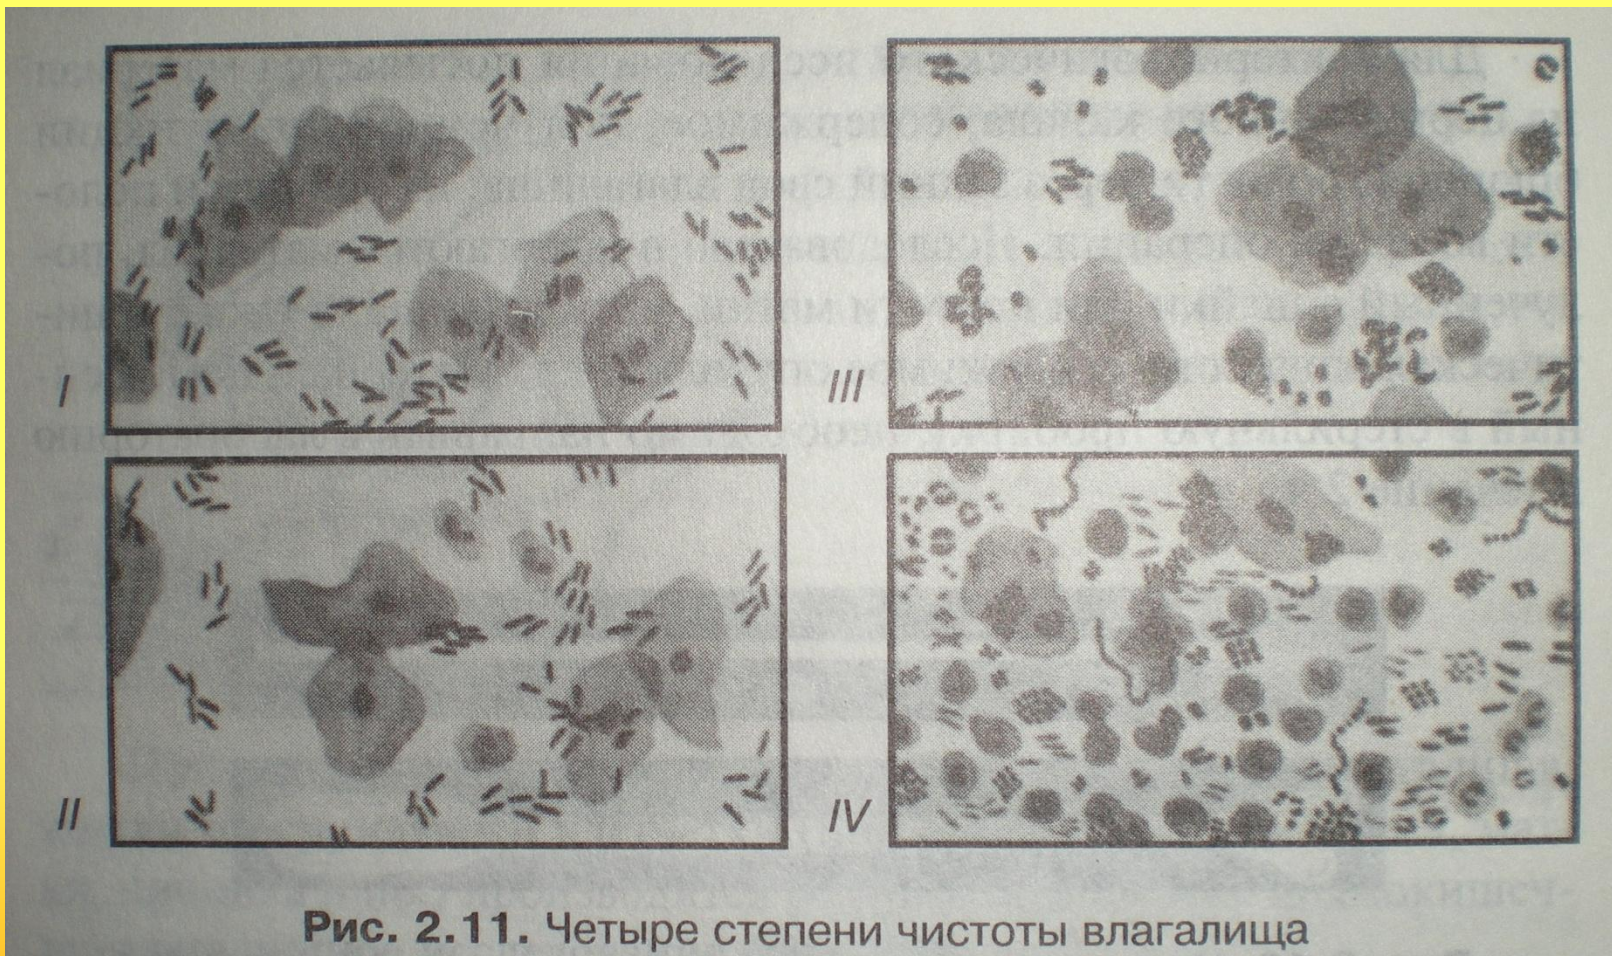 I
III
II
IV
Рис. 2.11. Четыре степени чистоты влагалища